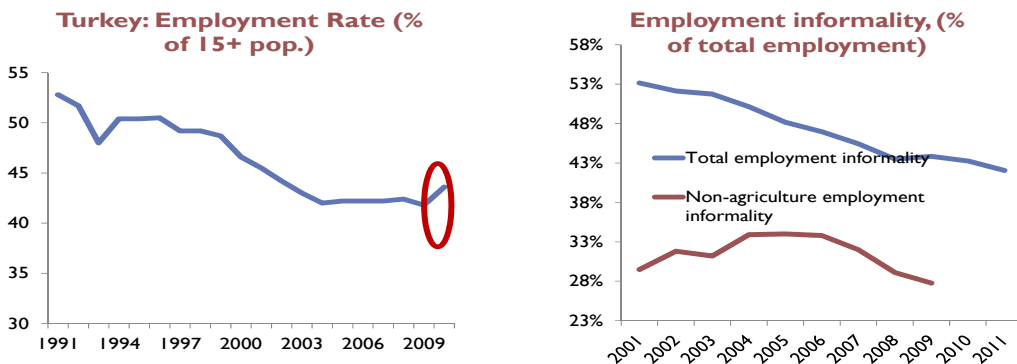 Turkey: Employment Rate (%
of 15+ pop.)
55
50
45
40
35
30
1991 1994 1997 2000 2003 2006 2009
Employment informality, (%
of total employment)
58%
53%
48%
43%
38%
33%
28%
23%
Total employment informality
Non-agriculture employment
informality
2001 2002 2003 2004 2005 2006 2007 2008 2009 2010 2011